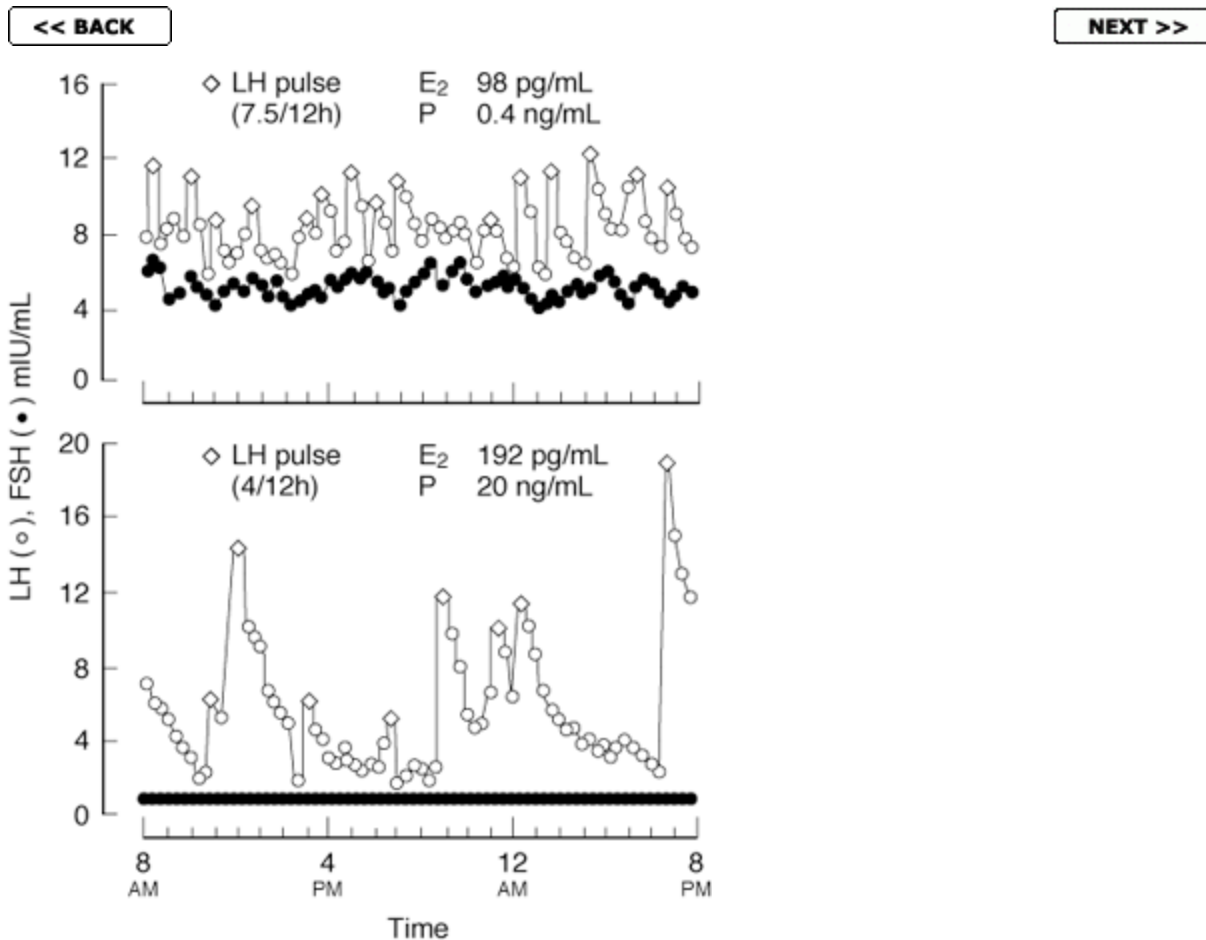 << BACK
NEXT >>
16
12
8
4
0
◇ LH pulse
(7.5/12h)
E₂ 98 pg/mL
P 0.4 ng/mL
LH (○), FSH (●) mIU/mL
20
16
12
8
4
0
◇ LH pulse
(4/12h)
E₂ 192 pg/mL
P 20 ng/mL
8 4 12 8
AM PM AM PM
Time